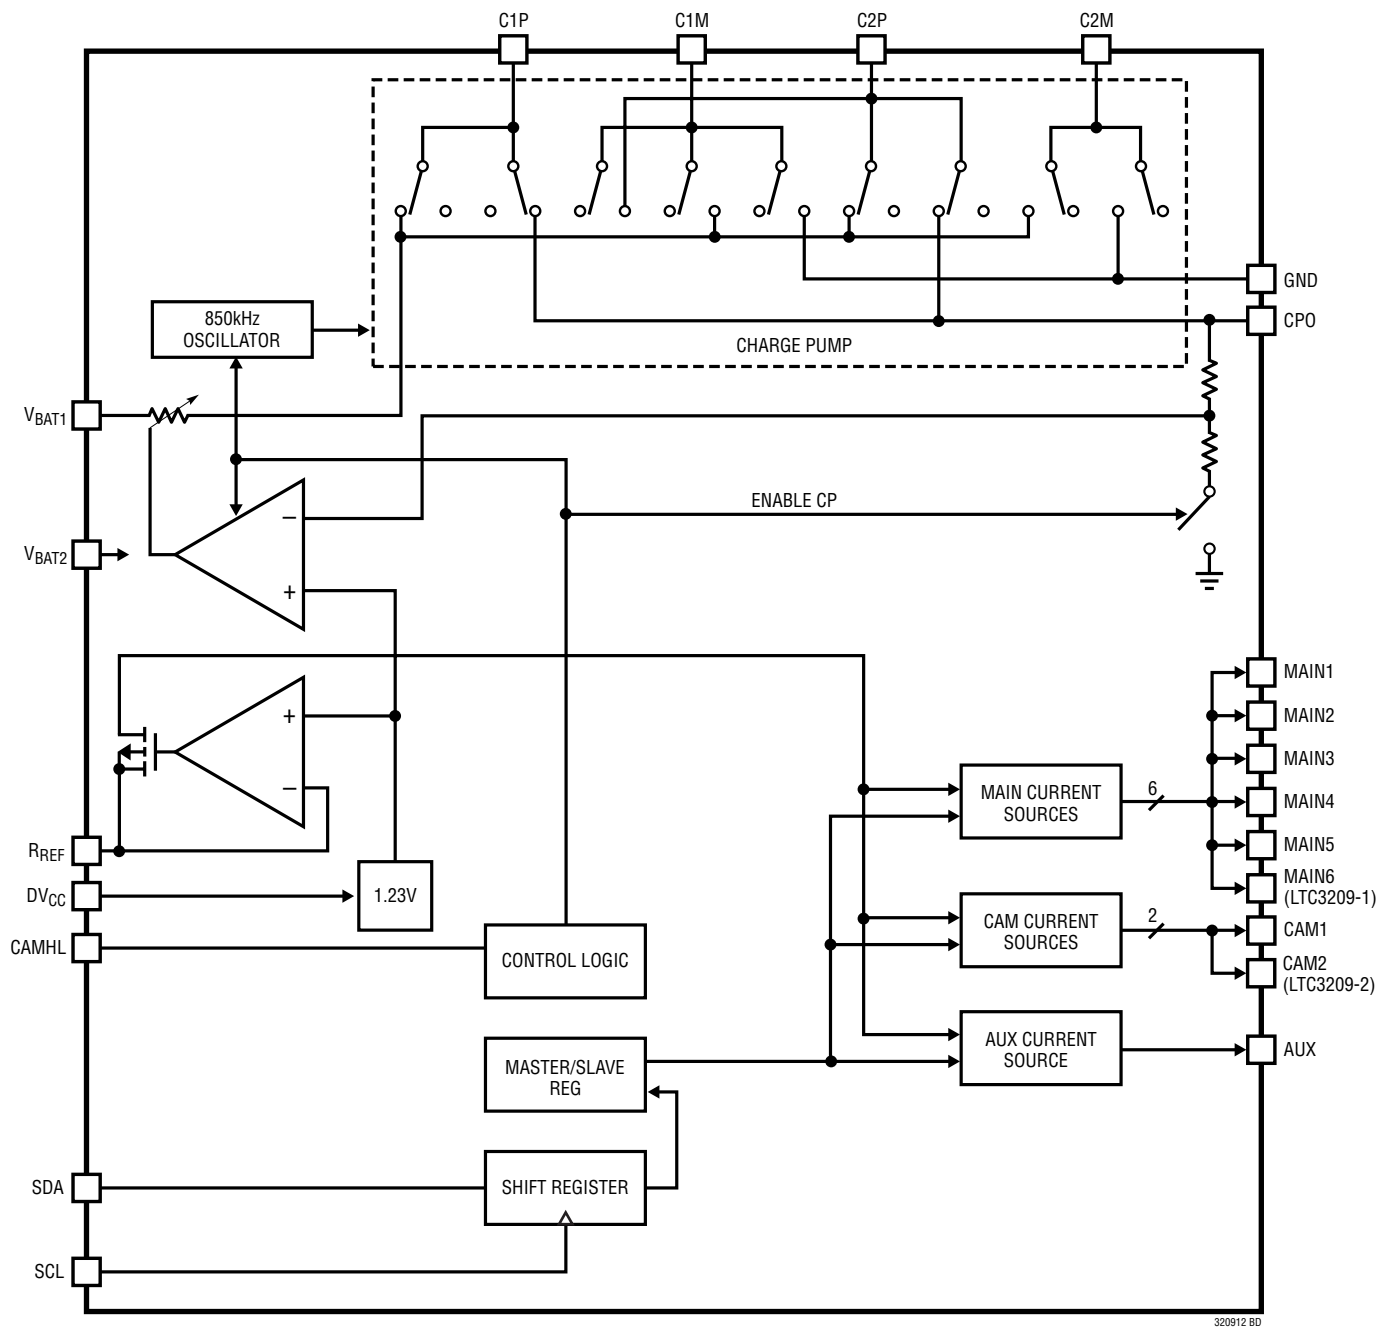 C1P
C1M
C2P
C2M
GND
CPO
850kHz
OSCILLATOR
CHARGE PUMP
VBAT1
ENABLE CP
–
+
VBAT2
+
–
MAIN1
MAIN2
MAIN3
MAIN4
MAIN5
MAIN6
(LTC3209-1)
MAIN CURRENT
SOURCES
6
RREF
DVCC
1.23V
CAMHL
CONTROL LOGIC
CAM CURRENT
SOURCES
2
CAM1
CAM2
(LTC3209-2)
MASTER/SLAVE
REG
AUX CURRENT
SOURCE
AUX
SDA
SHIFT REGISTER
SCL
320912 BD